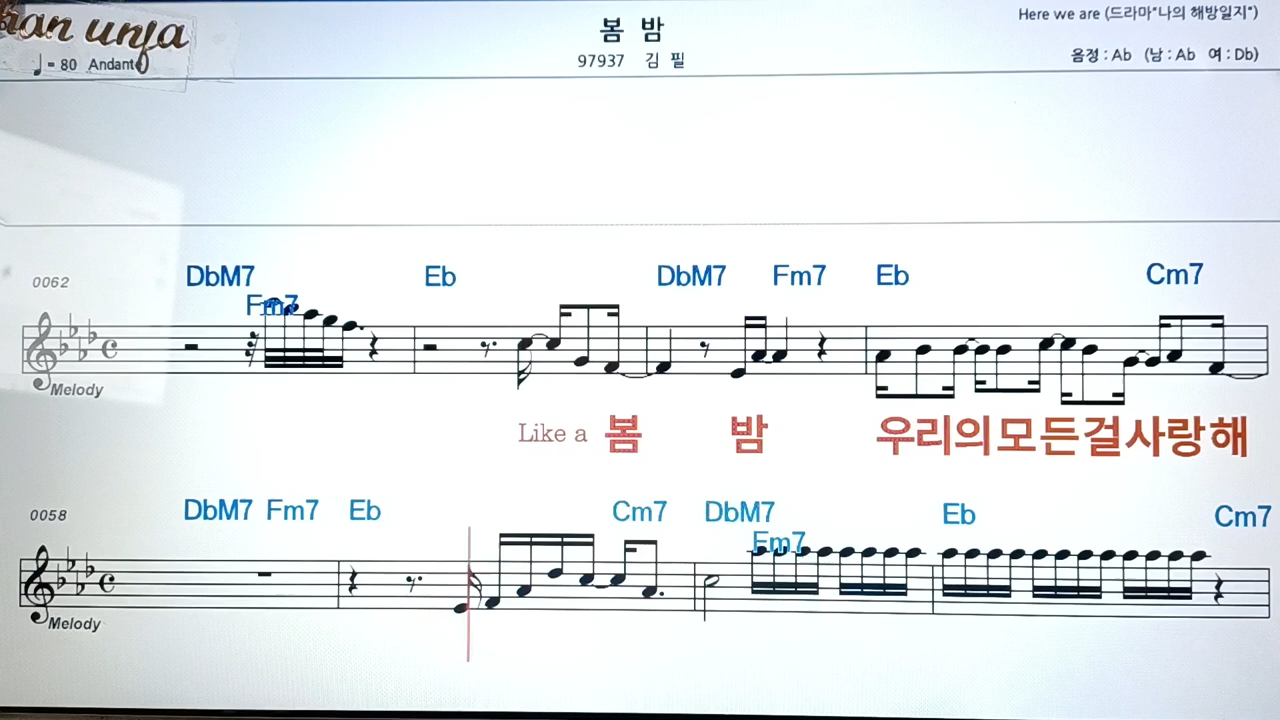 봄 밤
Here we are (드라마"나의 해방일지")
= 80 Andante
97937 김 필
음정 : Ab (남 : Ab 여 : Db)
0062 DbM7 Fm7 Eb DbM7 Fm7 Eb Cm7
Melody
Like a 봄 밤 우리의모든걸사랑해
0058 DbM7 Fm7 Eb Cm7 DbM7 Fm7 Eb Cm7
Melody